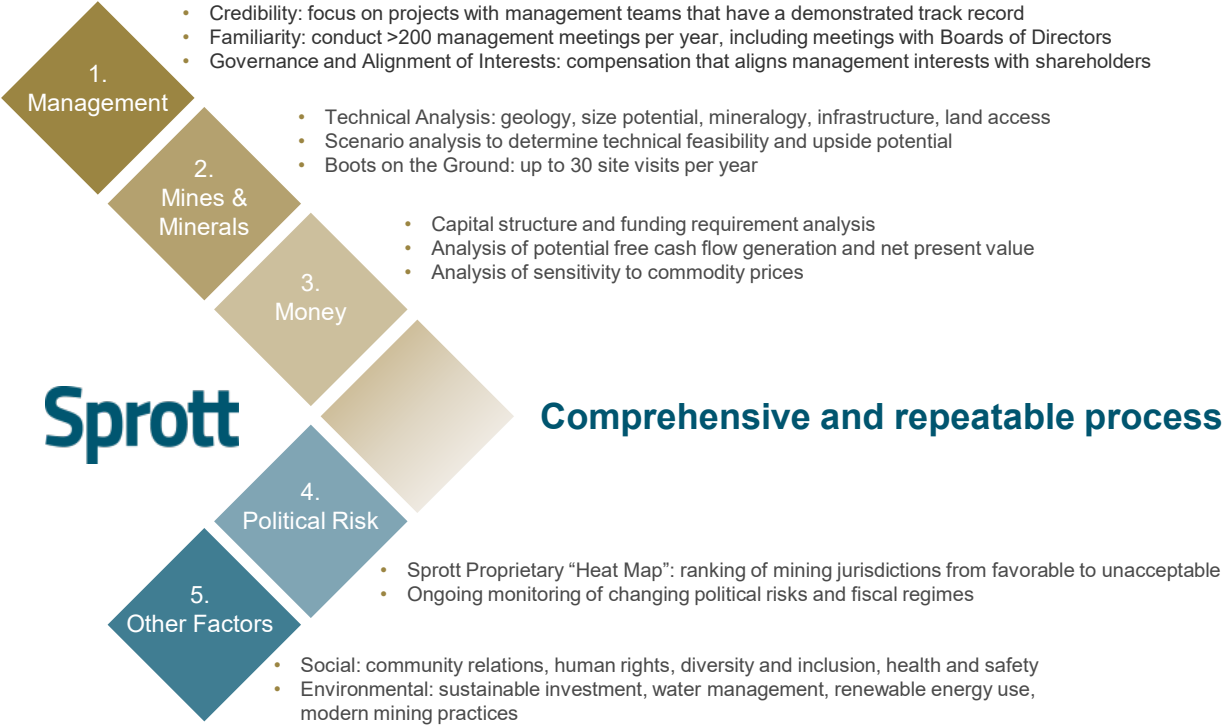 • Credibility: focus on projects with management teams that have a demonstrated track record
• Familiarity: conduct >200 management meetings per year, including meetings with Boards of Directors
• Governance and Alignment of Interests: compensation that aligns management interests with shareholders
1.
Management
• Technical Analysis: geology, size potential, mineralogy, infrastructure, land access
• Scenario analysis to determine technical feasibility and upside potential
• Boots on the Ground: up to 30 site visits per year
2.
Mines &
Minerals
• Capital structure and funding requirement analysis
• Analysis of potential free cash flow generation and net present value
• Analysis of sensitivity to commodity prices
3.
Money
Sprott
Comprehensive and repeatable process
4.
Political Risk
• Sprott Proprietary “Heat Map”: ranking of mining jurisdictions from favorable to unacceptable
• Ongoing monitoring of changing political risks and fiscal regimes
5.
Other Factors
• Social: community relations, human rights, diversity and inclusion, health and safety
• Environmental: sustainable investment, water management, renewable energy use,
modern mining practices